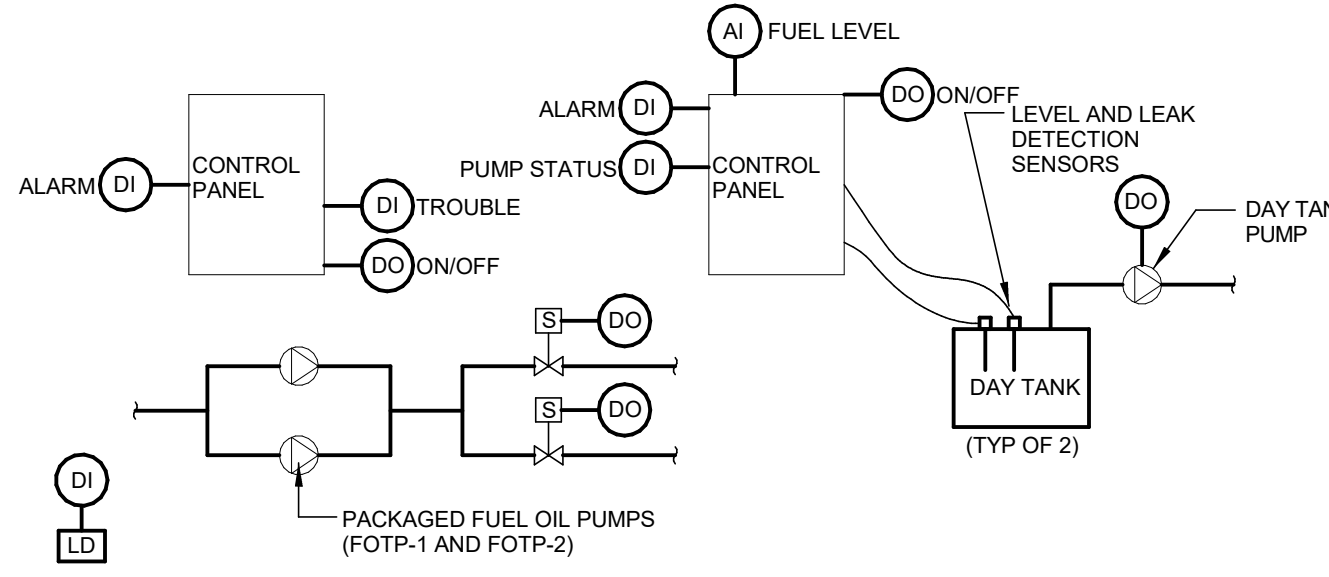 AI FUEL LEVEL
ALARM DI
DO ON/OFF
LEVEL AND LEAK
DETECTION
SENSORS
PUMP STATUS DI
CONTROL
PANEL
CONTROL
PANEL
ALARM DI
DI TROUBLE
DO ON/OFF
DO
DAY TAN
PUMP
S DO
S DO
DAY TANK
(TYP OF 2)
DI
LD
PACKAGED FUEL OIL PUMPS
(FOTP-1 AND FOTP-2)